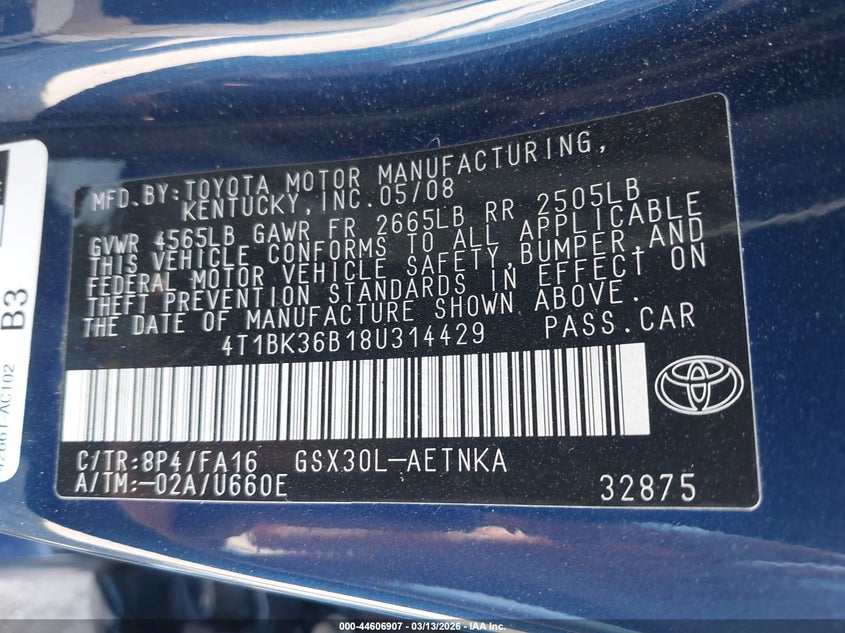 MFD.BY:TOYOTA MOTOR MANUFACTURING,
KENTUCKY,INC.05/08
GVWR 4565LB GAWR FR 2665LB RR 2505LB
THIS VEHICLE CONFORMS TO ALL APPLICABLE
FEDERAL MOTOR VEHICLE SAFETY,BUMPER,AND
THEFT PREVENTION STANDARDS IN EFFECT ON
THE DATE OF MANUFACTURE SHOWN ABOVE.
4T1BK36B18U314429 PASS.CAR
C/TR:8P4/FA16 GSX30L-AETNKA
A/TM:-02A/U660E 32875
B3
AC102
000-44606907 - 03/13/2026 - IAA Inc.